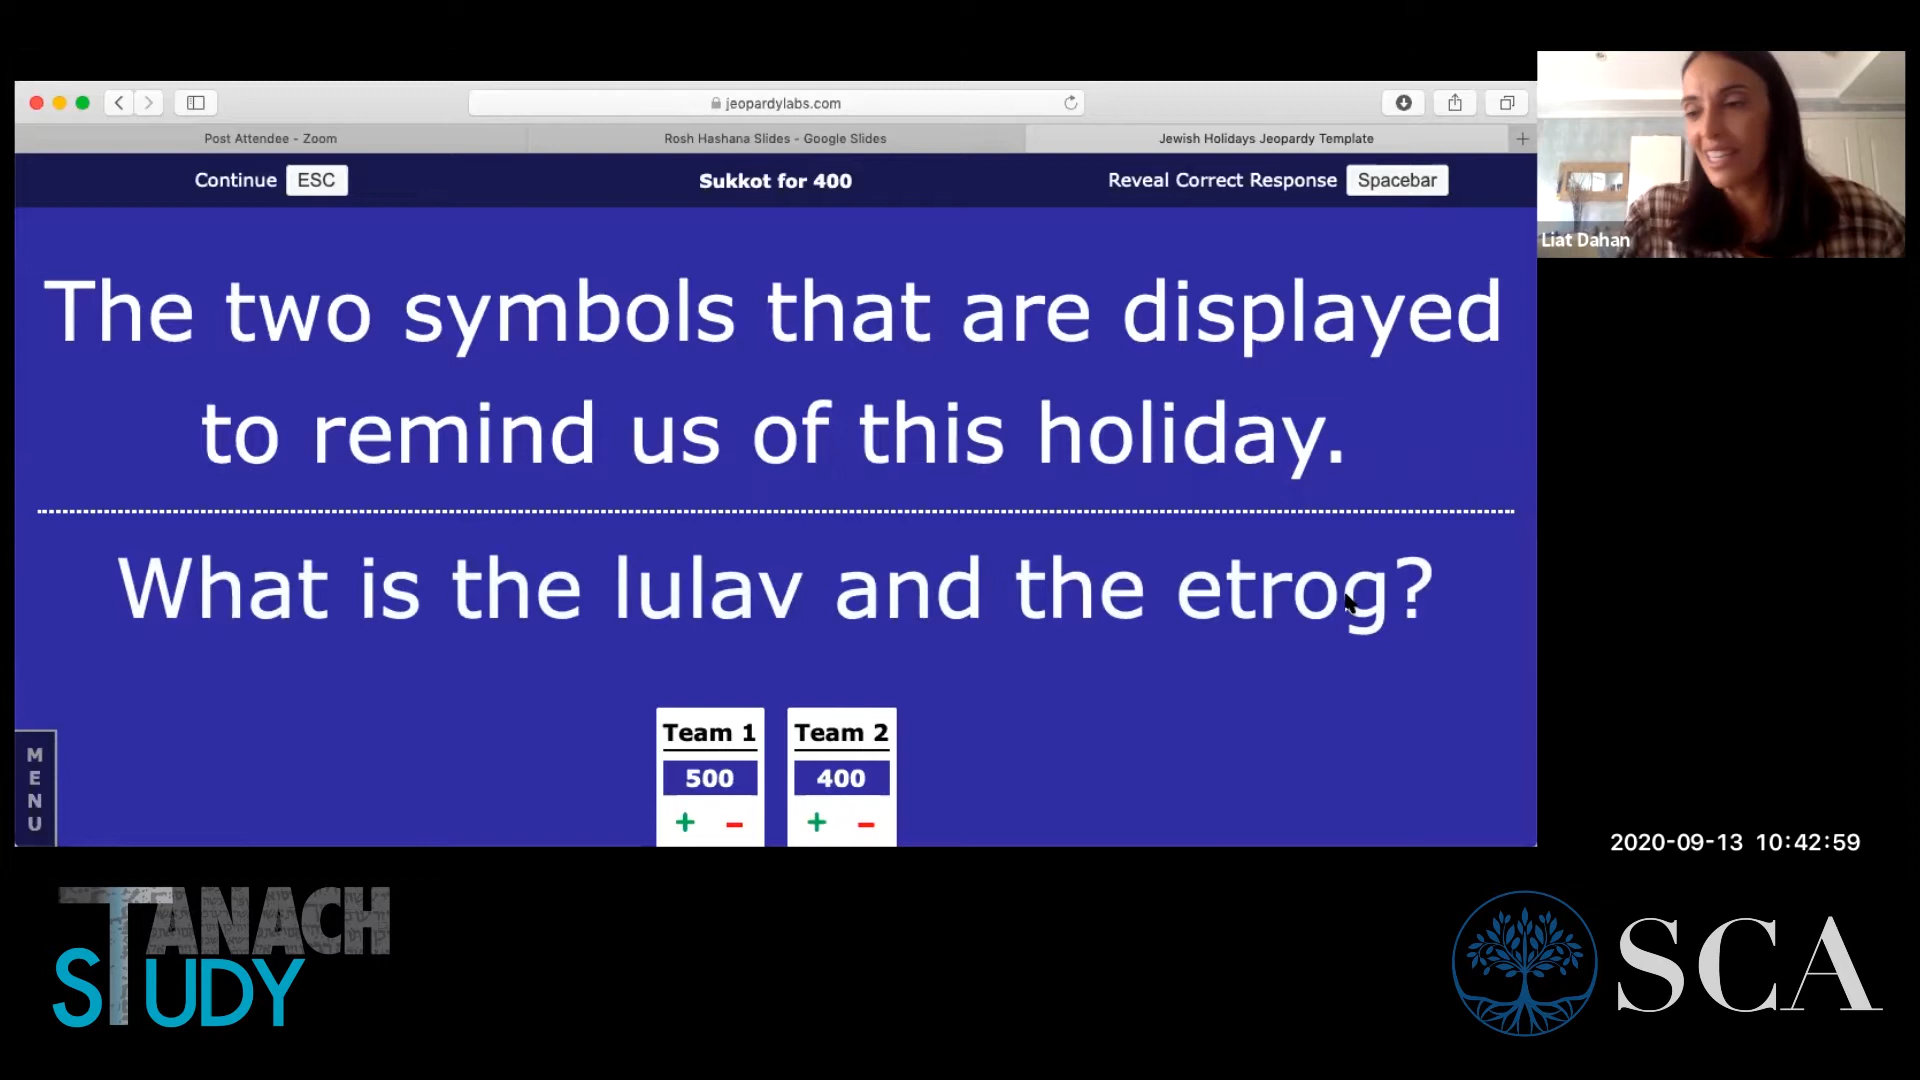 jeopardylabs.com
Post Attendee - Zoom
Rosh Hashana Slides - Google Slides
Jewish Holidays Jeopardy Template
Continue ESC
Sukkot for 400
Reveal Correct Response Spacebar
The two symbols that are displayed
to remind us of this holiday.
What is the lulav and the etrog?
Team 1
500
+ −
Team 2
400
+ −
MENU
Liat Dahan
2020-09-13 10:42:59
TANACH
STUDY
SCA